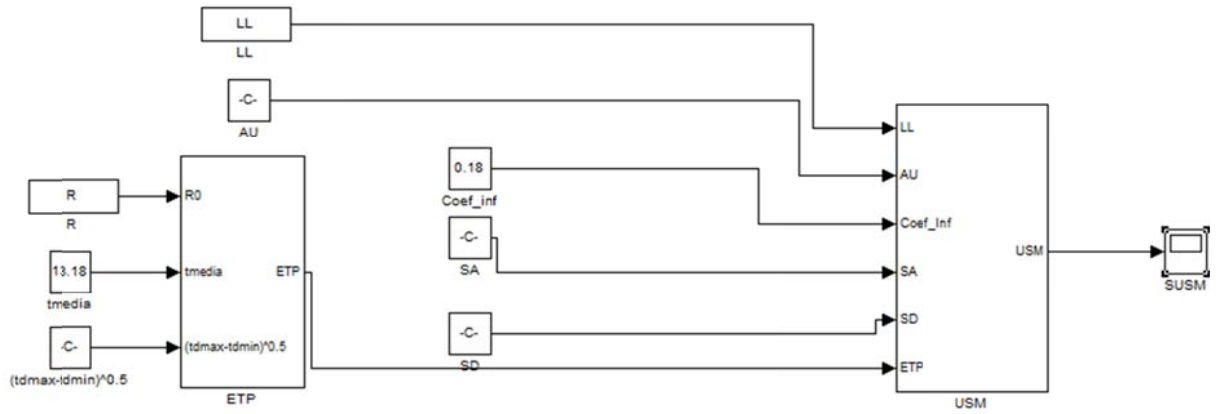 LL
LL
-C-
AU
R
R
13.18
tmedia
-C-
(tdmax-tdmin)^0.5
R0
tmedia
(tdmax-tdmin)^0.5
ETP
ETP
0.18
Coef_inf
-C-
SA
-C-
SD
LL
AU
Coef_Inf
SA
SD
ETP
USM
USM
SUSM